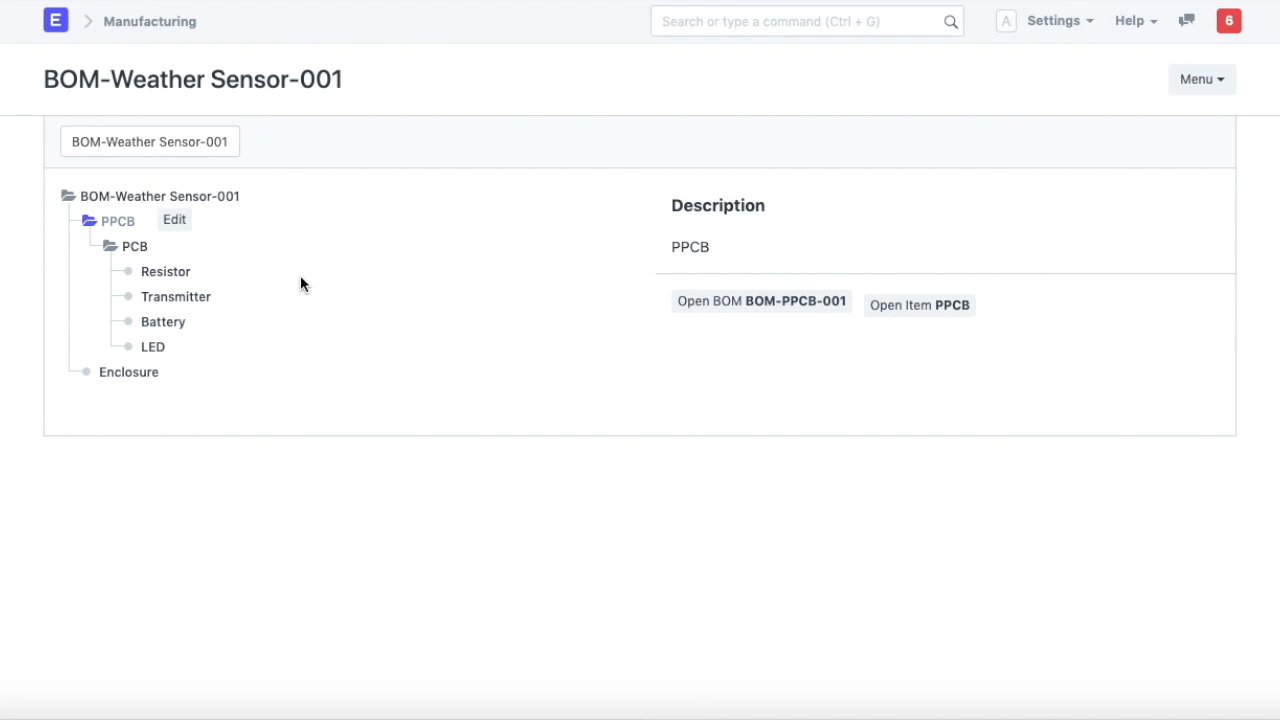 E Manufacturing Search or type a command (Ctrl + G) A Settings Help 6
BOM-Weather Sensor-001 Menu
BOM-Weather Sensor-001
BOM-Weather Sensor-001
PPCB Edit
PCB
Resistor
Transmitter
Battery
LED
Enclosure
Description
PPCB
Open BOM BOM-PPCB-001 Open Item PPCB